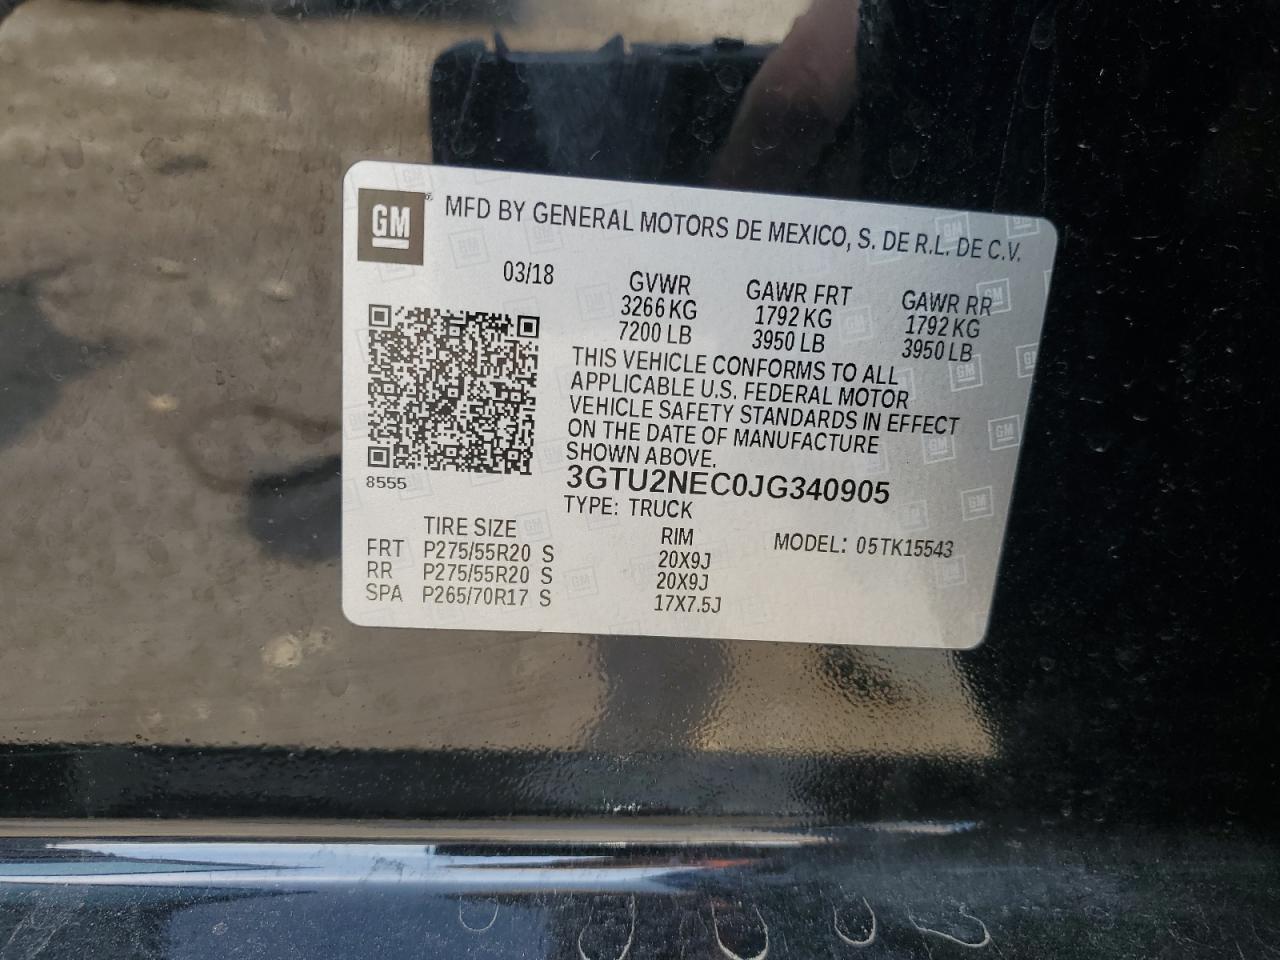 GM MFD BY GENERAL MOTORS DE MEXICO, S. DE R.L. DE C.V.
03/18 GVWR GAWR FRT GAWR RR
3266 KG 1792 KG 1792 KG
7200 LB 3950 LB 3950 LB
THIS VEHICLE CONFORMS TO ALL
APPLICABLE U.S. FEDERAL MOTOR
VEHICLE SAFETY STANDARDS IN EFFECT
ON THE DATE OF MANUFACTURE
SHOWN ABOVE.
8555
3GTU2NEC0JG340905
TYPE: TRUCK
TIRE SIZE RIM MODEL: 05TK15543
FRT P275/55R20 S 20X9J
RR P275/55R20 S 20X9J
SPA P265/70R17 S 17X7.5J